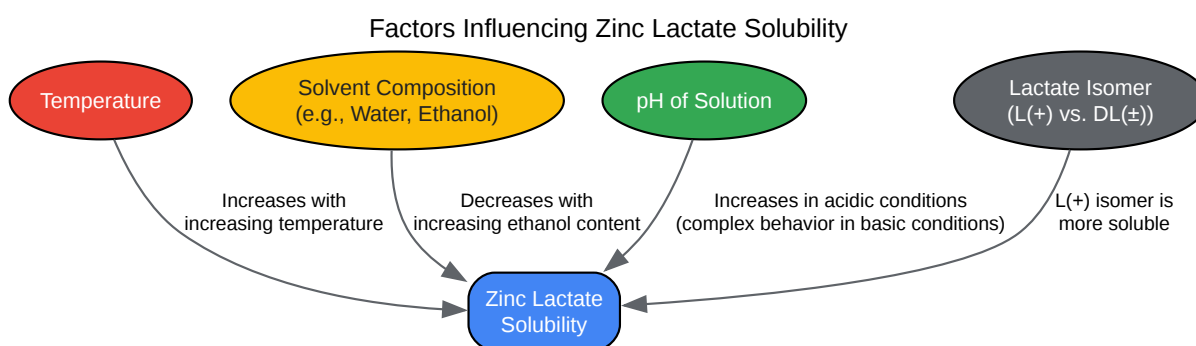 Factors Influencing Zinc Lactate Solubility
Temperature
Solvent Composition
(e.g., Water, Ethanol)
pH of Solution
Lactate Isomer
(L(+) vs. DL(±))
Increases with
increasing temperature
Decreases with
increasing ethanol content
Increases in acidic conditions
(complex behavior in basic conditions)
L(+) isomer is
more soluble
Zinc Lactate
Solubility